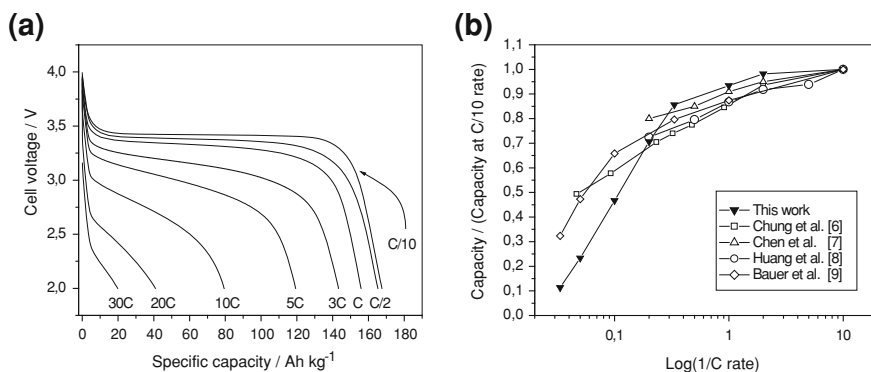 (a)
4,0
3,5
3,0
2,5
2,0
Cell voltage / V
C/10
30C 20C 10C 5C 3C C C/2
0 20 40 60 80 100 120 140 160 180
Specific capacity / Ah kg-1
(b)
1,1
1,0
0,9
0,8
0,7
0,6
0,5
0,4
0,3
0,2
0,1
0,0
Capacity / (Capacity at C/10 rate)
This work
Chung et al. [6]
Chen et al. [7]
Huang et al. [8]
Bauer et al. [9]
0,1 1 10
Log(1/C rate)